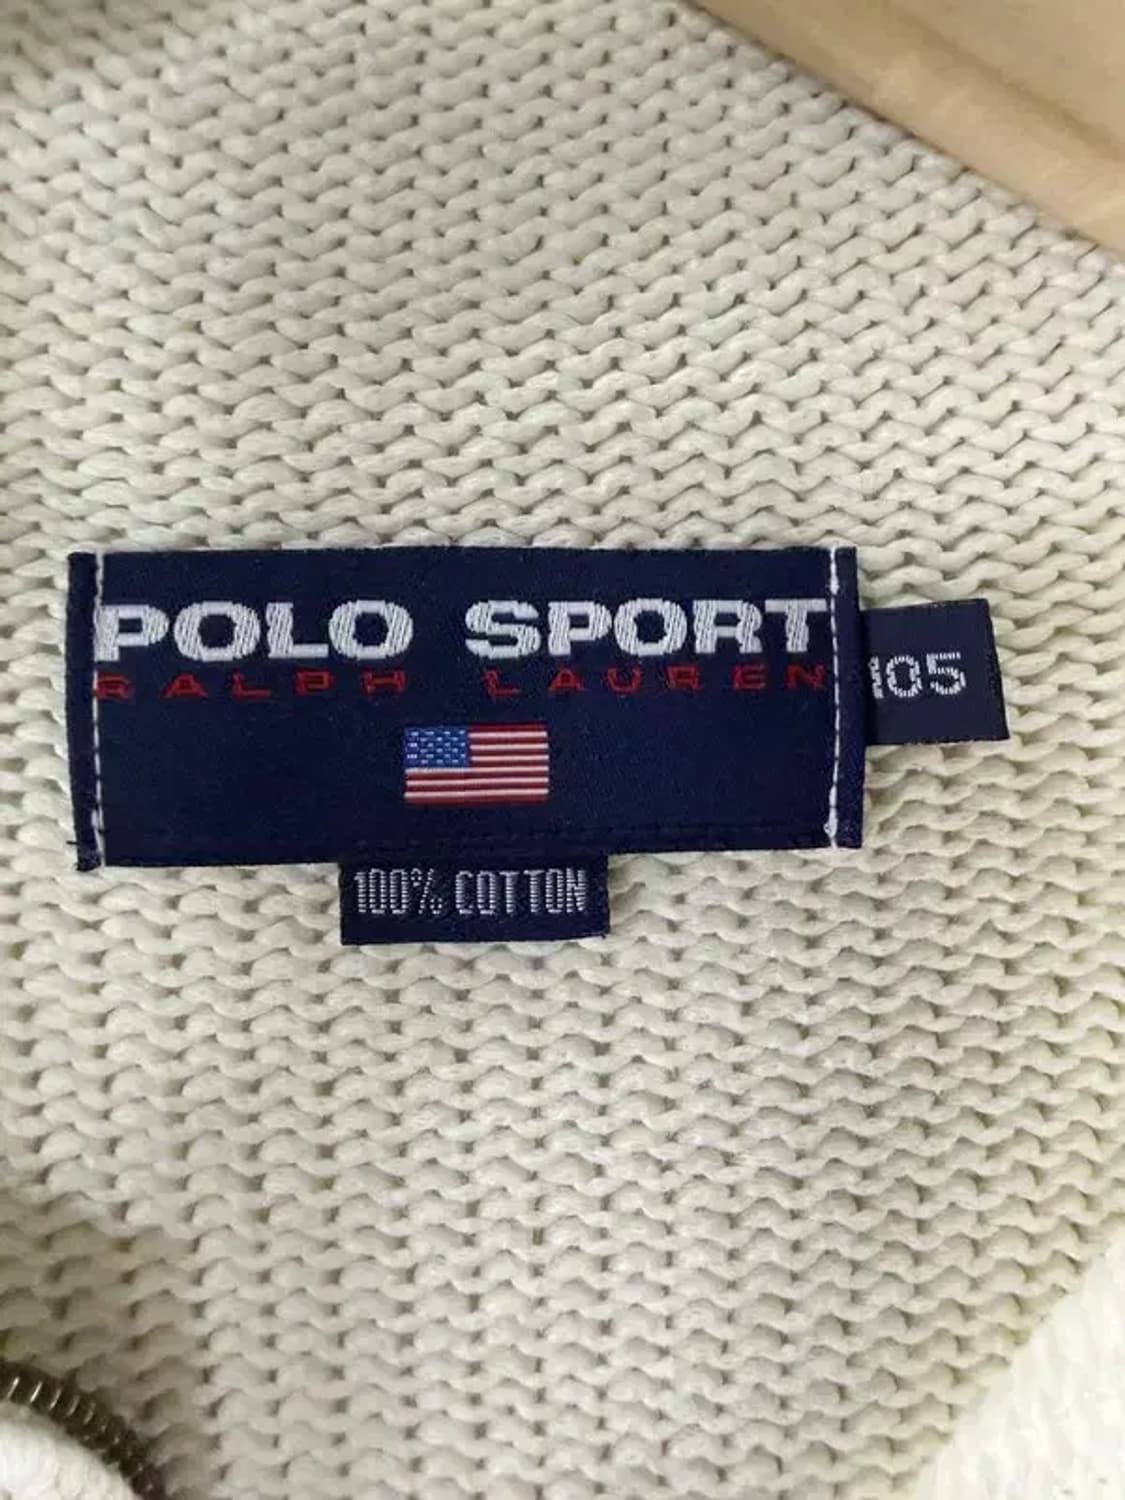 POLO SPORT
RALPH LAUREN
105
100% COTTON